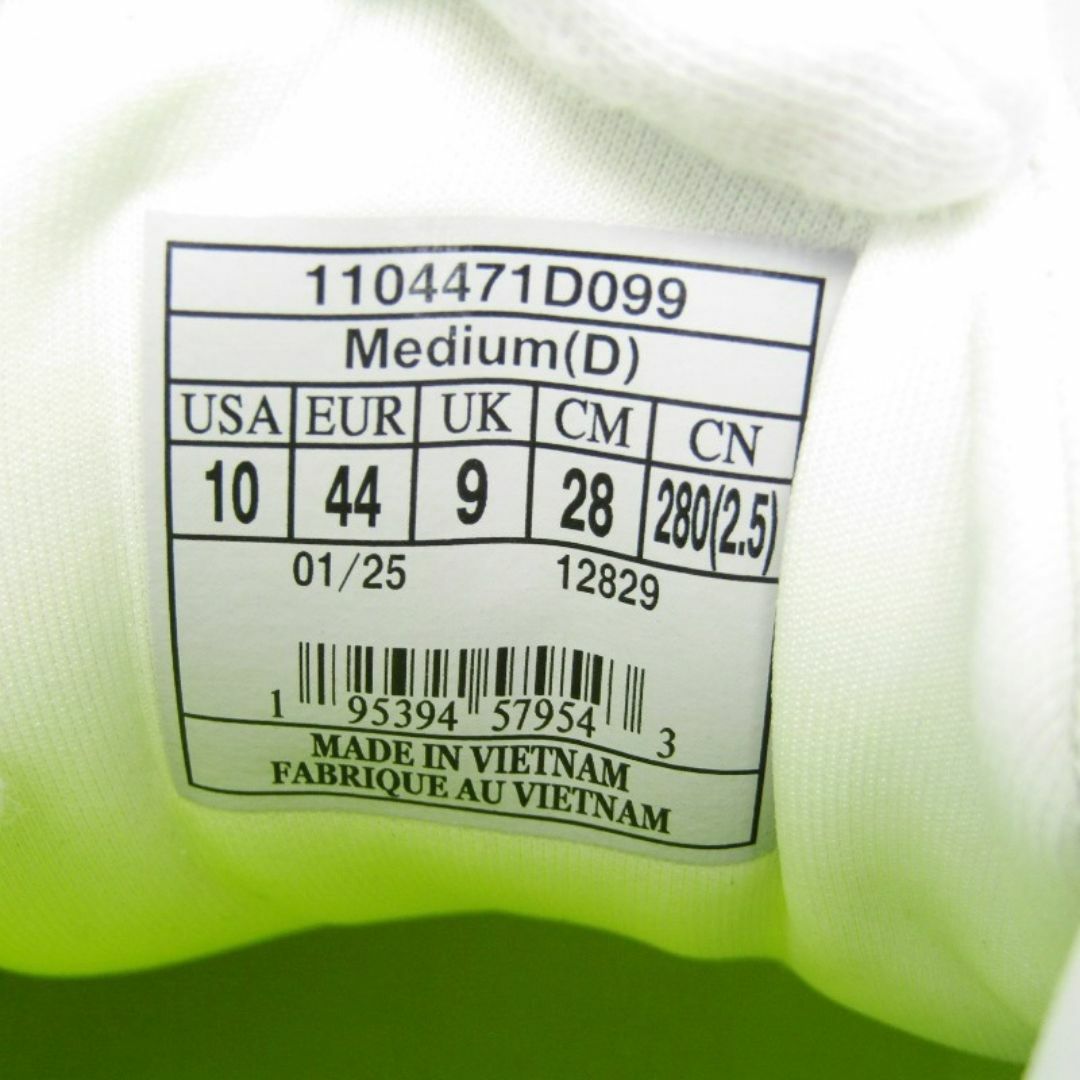 1104471D099
Medium(D)
USA EUR UK CM CN
10 44 9 28 280(2.5)
01/25 12829
1 95394 57954 3
MADE IN VIETNAM
FABRIQUE AU VIETNAM